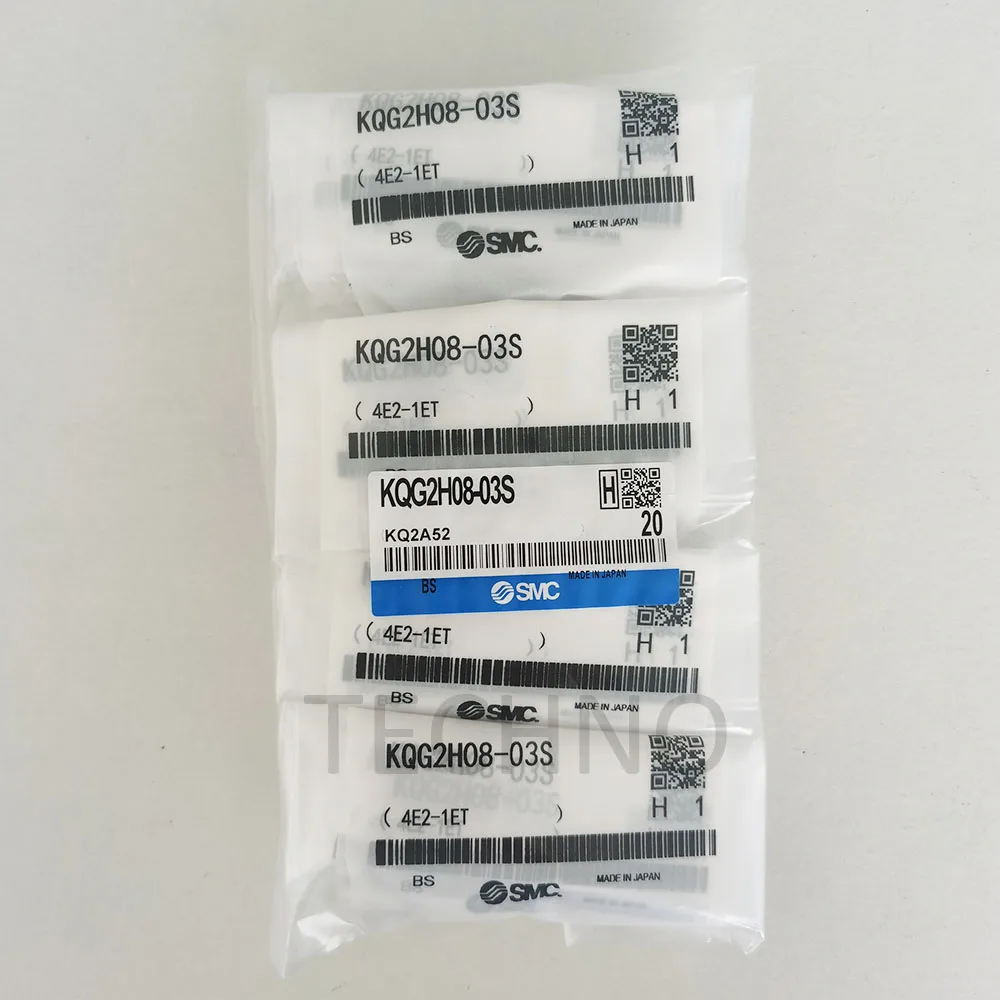 KQG2H08-03S
H 1
( 4E2-1ET )
MADE IN JAPAN
BS
SMC.
KQG2H08-03S
H 1
( 4E2-1ET )
BS
KQG2H08-03S
H
20
KQ2A52
MADE IN JAPAN
BS
SMC
( 4E2-1ET )
H 1
BS
SMC.
MADE IN JAPAN
TECHNO
KQG2H08-03S
H 1
( 4E2-1ET )
BS
SMC.
MADE IN JAPAN